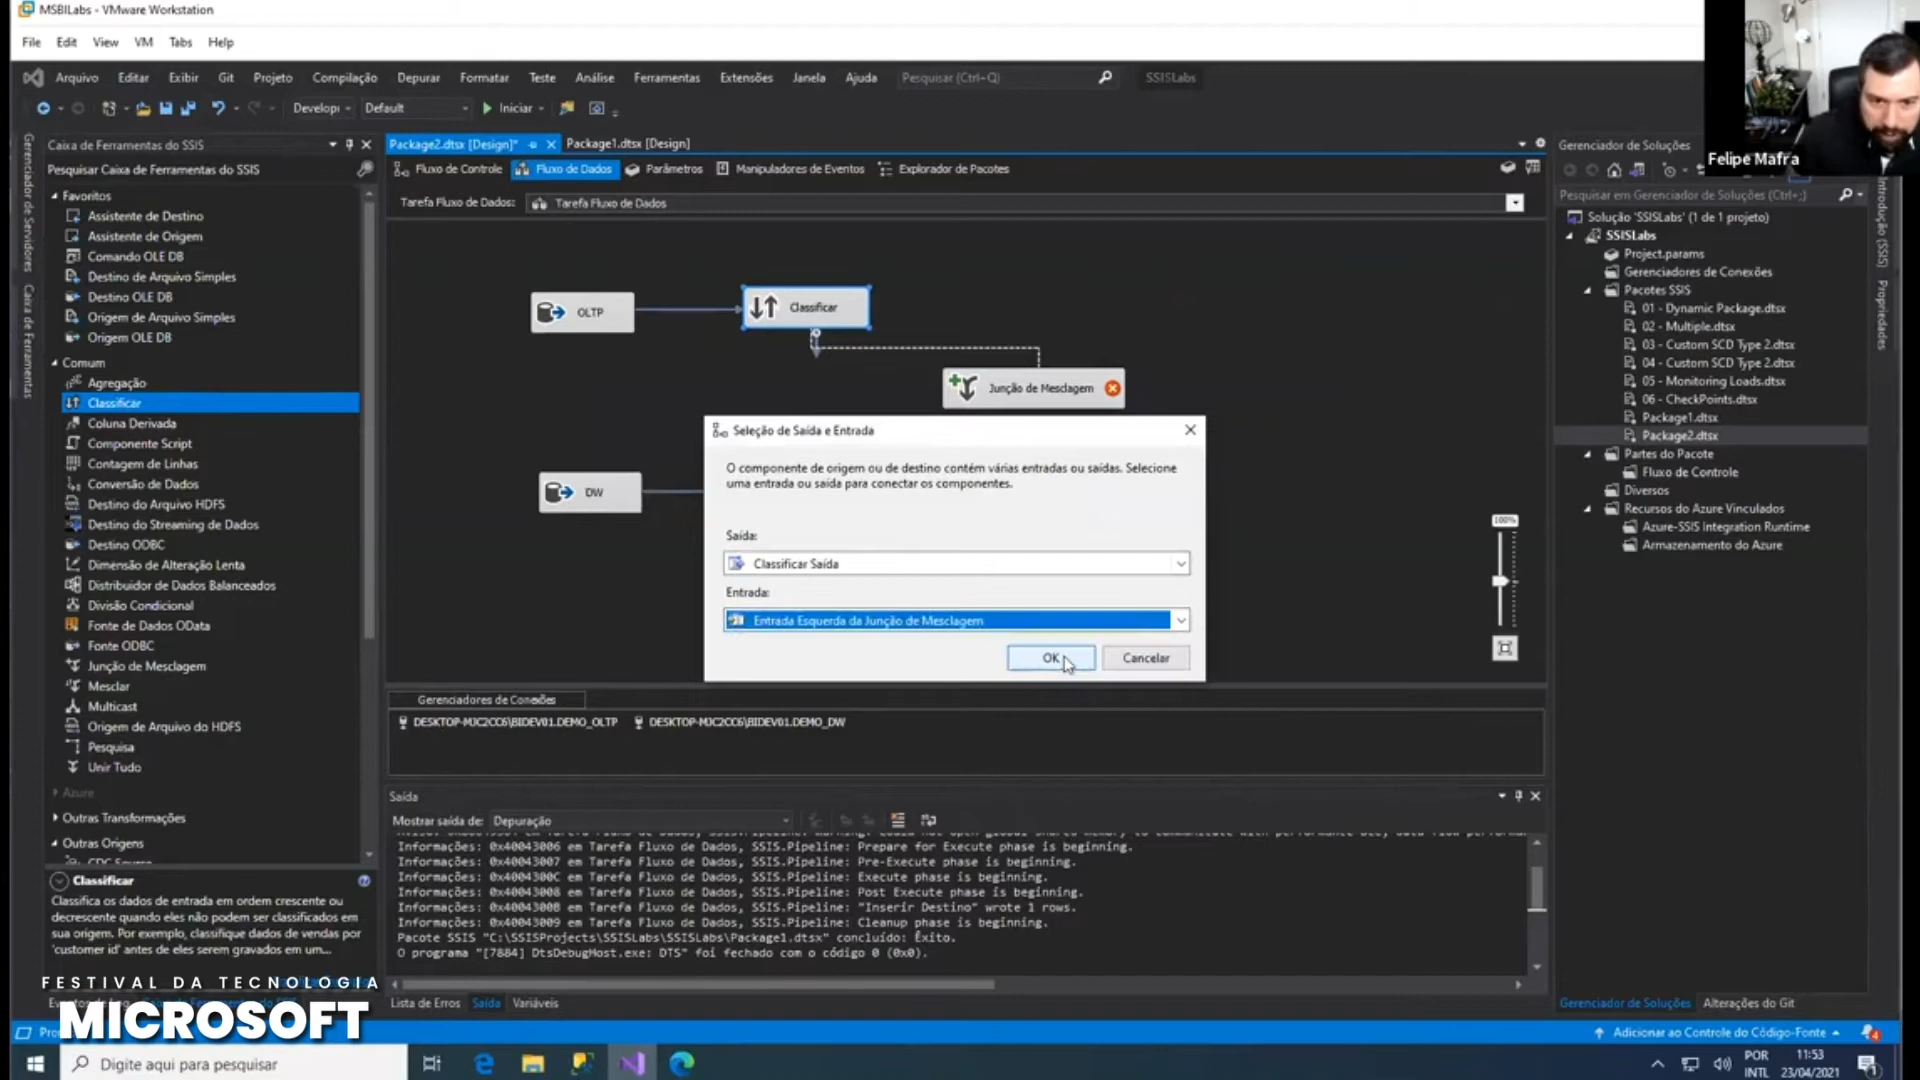 MSBILabs - VMware Workstation
File Edit View VM Tabs Help
Arquivo Editar Exibir Git Projeto Compilação Depurar Formatar Teste Análise Ferramentas Extensões Janela Ajuda Pesquisar (Ctrl+Q) SSISLabs
Developi Default Iniciar
Felipe Mafra
Gerenciador de Servidores
Caixa de Ferramentas
Caixa de Ferramentas do SSIS
Pesquisar Caixa de Ferramentas do SSIS
Favoritos
Assistente de Destino
Assistente de Origem
Comando OLE DB
Destino de Arquivo Simples
Destino OLE DB
Origem de Arquivo Simples
Origem OLE DB
Comum
Agregação
Classificar
Coluna Derivada
Componente Script
Contagem de Linhas
Conversão de Dados
Destino do Arquivo HDFS
Destino do Streaming de Dados
Destino ODBC
Dimensão de Alteração Lenta
Distribuidor de Dados Balanceados
Divisão Condicional
Fonte de Dados OData
Fonte ODBC
Junção de Mesclagem
Mesclar
Multicast
Origem de Arquivo do HDFS
Pesquisa
Unir Tudo
Azure
Outras Transformações
Outras Origens
CDC Source
Classificar
Classifica os dados de entrada em ordem crescente ou
decrescente quando eles não podem ser classificados em
sua origem. Por exemplo, classifique dados de vendas por
'customer id' antes de eles serem gravados em um...
Package2.dtsx [Design]* Package1.dtsx [Design]
Fluxo de Controle Fluxo de Dados Parâmetros Manipuladores de Eventos Explorador de Pacotes
Tarefa Fluxo de Dados: Tarefa Fluxo de Dados
OLTP
Classificar
Junção de Mesclagem
DW
100%
Seleção de Saída e Entrada
O componente de origem ou de destino contém várias entradas ou saídas. Selecione
uma entrada ou saída para conectar os componentes.
Saída:
Classificar Saída
Entrada:
Entrada Esquerda da Junção de Mesclagem
OK Cancelar
Gerenciadores de Conexões
DESKTOP-MJC2CC6\BIDEV01.DEMO_OLTP DESKTOP-MJC2CC6\BIDEV01.DEMO_DW
Saída
Mostrar saída de: Depuração
Informações: 0x40043006 em Tarefa Fluxo de Dados, SSIS.Pipeline: Prepare for Execute phase is beginning.
Informações: 0x40043007 em Tarefa Fluxo de Dados, SSIS.Pipeline: Pre-Execute phase is beginning.
Informações: 0x4004300C em Tarefa Fluxo de Dados, SSIS.Pipeline: Execute phase is beginning.
Informações: 0x40043008 em Tarefa Fluxo de Dados, SSIS.Pipeline: Post Execute phase is beginning.
Informações: 0x4004300B em Tarefa Fluxo de Dados, SSIS.Pipeline: "Inserir Destino" wrote 1 rows.
Informações: 0x40043009 em Tarefa Fluxo de Dados, SSIS.Pipeline: Cleanup phase is beginning.
Pacote SSIS "C:\SSISProjects\SSISLabs\SSISLabs\Package1.dtsx" concluído: Êxito.
O programa "[7884] DtsDebugHost.exe: DTS" foi fechado com o código 0 (0x0).
Lista de Erros Saída Variáveis
Gerenciador de Soluções
Pesquisar em Gerenciador de Soluções (Ctrl+;)
Solução 'SSISLabs' (1 de 1 projeto)
SSISLabs
Project.params
Gerenciadores de Conexões
Pacotes SSIS
01 - Dynamic Package.dtsx
02 - Multiple.dtsx
03 - Custom SCD Type 2.dtsx
04 - Custom SCD Type 2.dtsx
05 - Monitoring Loads.dtsx
06 - CheckPoints.dtsx
Package1.dtsx
Package2.dtsx
Partes do Pacote
Fluxo de Controle
Diversos
Recursos do Azure Vinculados
Azure-SSIS Integration Runtime
Armazenamento do Azure
Introdução (SSIS)
Propriedades
Gerenciador de Soluções Alterações do Git
FESTIVAL DA TECNOLOGIA
MICROSOFT
Adicionar ao Controle do Código-Fonte
Digite aqui para pesquisar
POR
INTL
11:53
23/04/2021